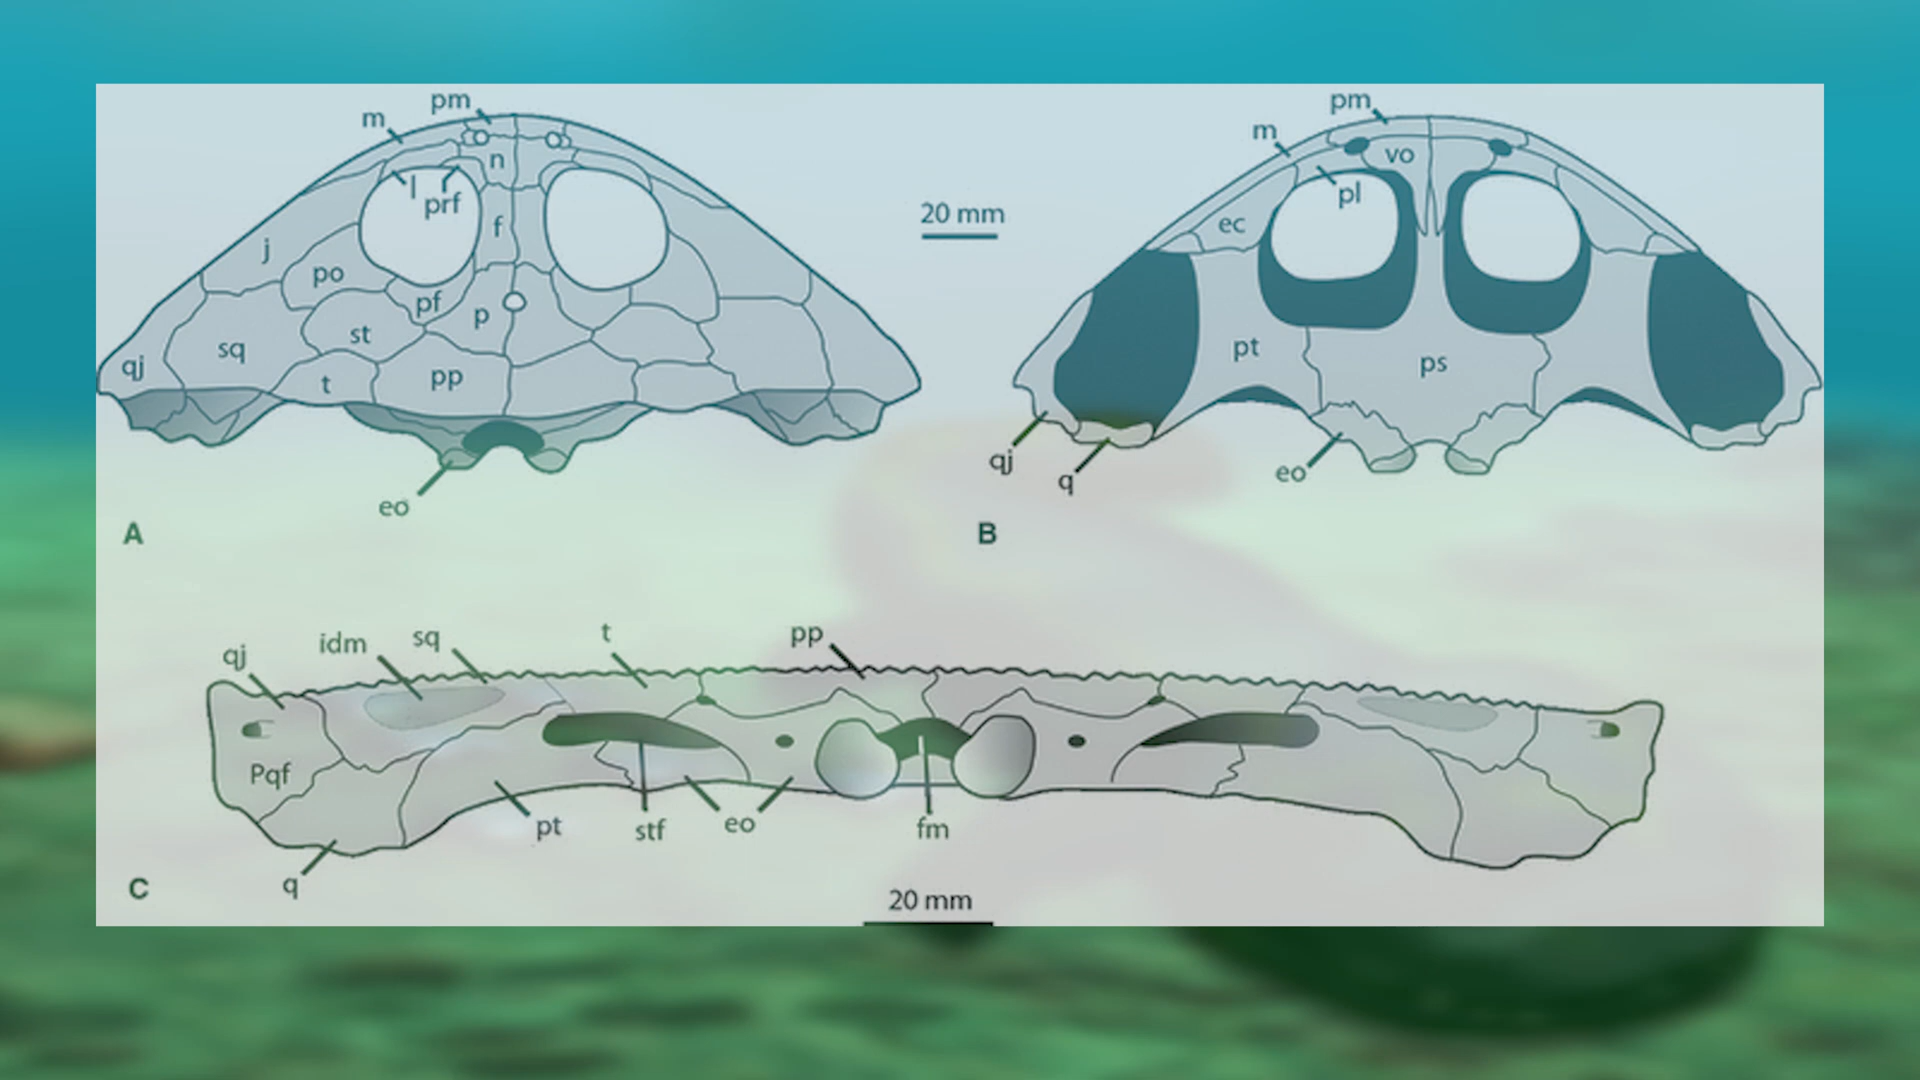 pm
m
n
l
prf
f
j
po
pf
p
st
sq
qj
t
pp
eo
A
20 mm
pm
m
vo
pl
ec
pt
ps
qj
q
eo
B
qj
idm
sq
t
pp
Pqf
pt
stf
eo
fm
q
C
20 mm